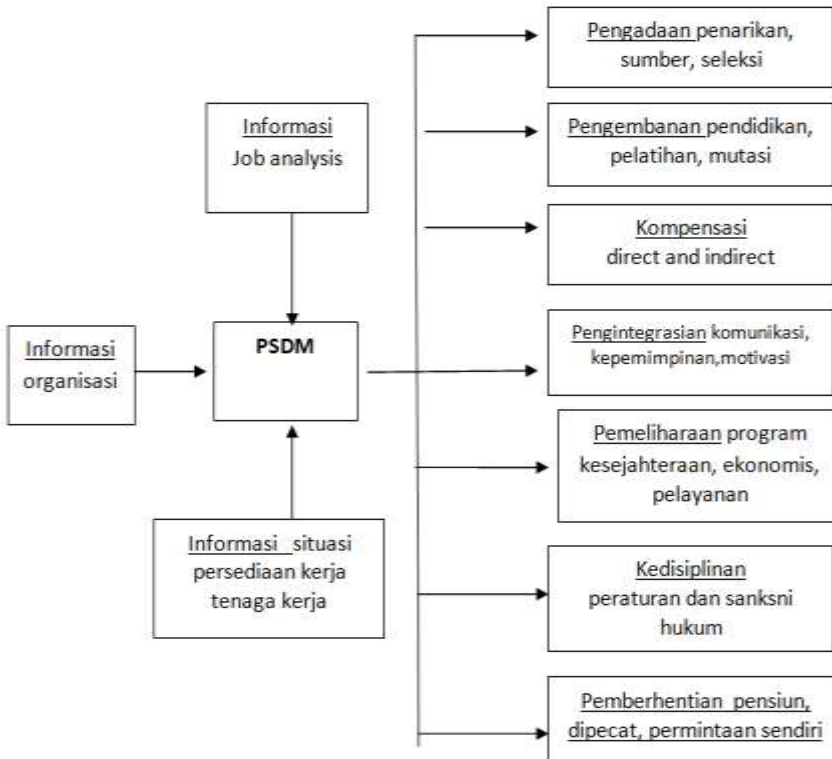 Pengadaan penarikan,
sumber, seleksi
Informasi
Job analysis
Pengembanan pendidikan,
pelatihan, mutasi
Kompensasi
direct and indirect
Informasi
organisasi
PSDM
Pengintegrasian komunikasi,
kepemimpinan,motivasi
Pemeliharaan program
kesejahteraan, ekonomis,
pelayanan
Informasi situasi
persediaan kerja
tenaga kerja
Kedisiplinan
peraturan dan sanksni
hukum
Pemberhentian pensiun,
dipecat, permintaan sendiri